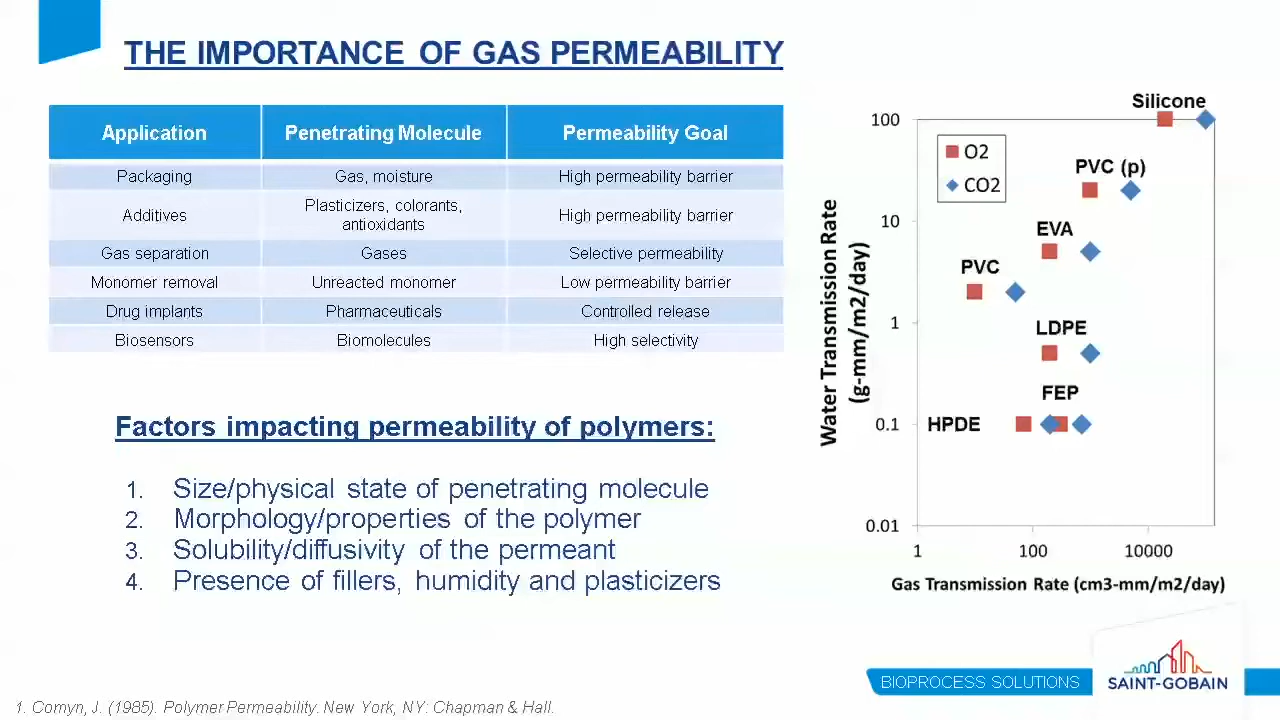 THE IMPORTANCE OF GAS PERMEABILITY
Application Penetrating Molecule Permeability Goal
Packaging Gas, moisture High permeability barrier
Additives Plasticizers, colorants, antioxidants High permeability barrier
Gas separation Gases Selective permeability
Monomer removal Unreacted monomer Low permeability barrier
Drug implants Pharmaceuticals Controlled release
Biosensors Biomolecules High selectivity
Factors impacting permeability of polymers:
1. Size/physical state of penetrating molecule
2. Morphology/properties of the polymer
3. Solubility/diffusivity of the permeant
4. Presence of fillers, humidity and plasticizers
Silicone
100
O2
CO2
PVC (p)
10
EVA
PVC
1
LDPE
FEP
0.1
HPDE
0.01
1 100 10000
Water Transmission Rate
(g-mm/m2/day)
Gas Transmission Rate (cm3-mm/m2/day)
BIOPROCESS SOLUTIONS
SAINT-GOBAIN
1. Comyn, J. (1985). Polymer Permeability. New York, NY: Chapman & Hall.